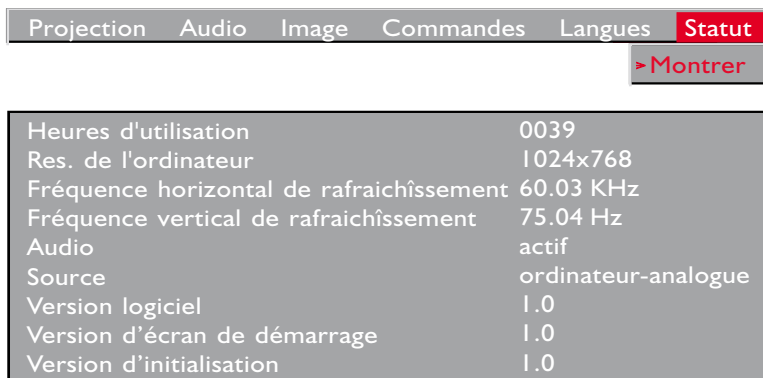 Projection Audio Image Commandes Langues Statut
➢Montrer
Heures d'utilisation 0039
Res. de l'ordinateur 1024x768
Fréquence horizontal de rafraichîssement 60.03 KHz
Fréquence vertical de rafraichîssement 75.04 Hz
Audio actif
Source ordinateur-analogue
Version logiciel 1.0
Version d’écran de démarrage 1.0
Version d’initialisation 1.0